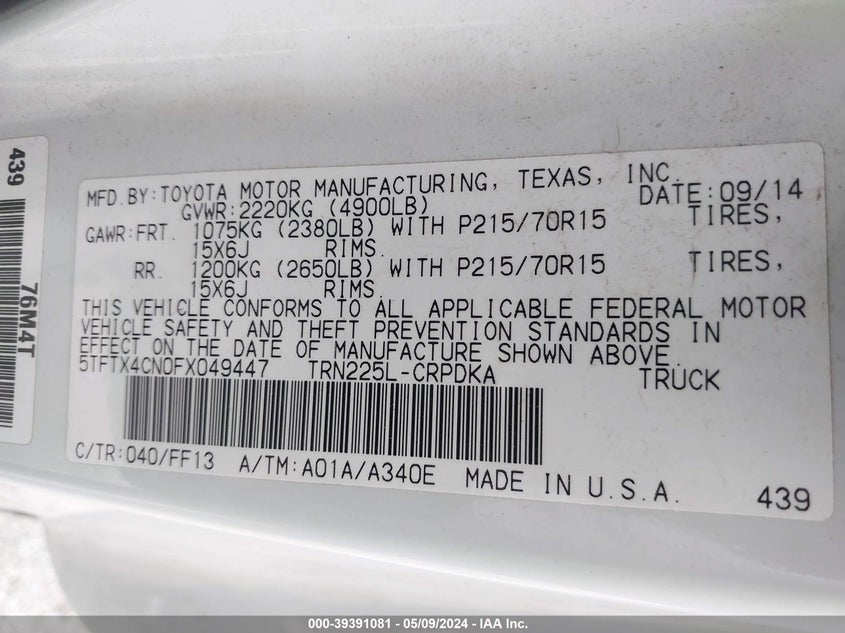 MFD.BY:TOYOTA MOTOR MANUFACTURING, TEXAS, INC. DATE:09/14
GVWR:2220KG (4900LB)
GAWR:FRT. 1075KG (2380LB) WITH P215/70R15 TIRES,
15X6J RIMS.
RR. 1200KG (2650LB) WITH P215/70R15 TIRES,
15X6J RIMS.
THIS VEHICLE CONFORMS TO ALL APPLICABLE FEDERAL MOTOR
VEHICLE SAFETY AND THEFT PREVENTION STANDARDS IN
EFFECT ON THE DATE OF MANUFACTURE SHOWN ABOVE.
5TFTX4CN0FX049447 TRN225L-CRPDKA TRUCK
C/TR:040/FF13 A/TM:A01A/A340E MADE IN U.S.A. 439
439 76M4T
000-39391081 - 05/09/2024 - IAA Inc.